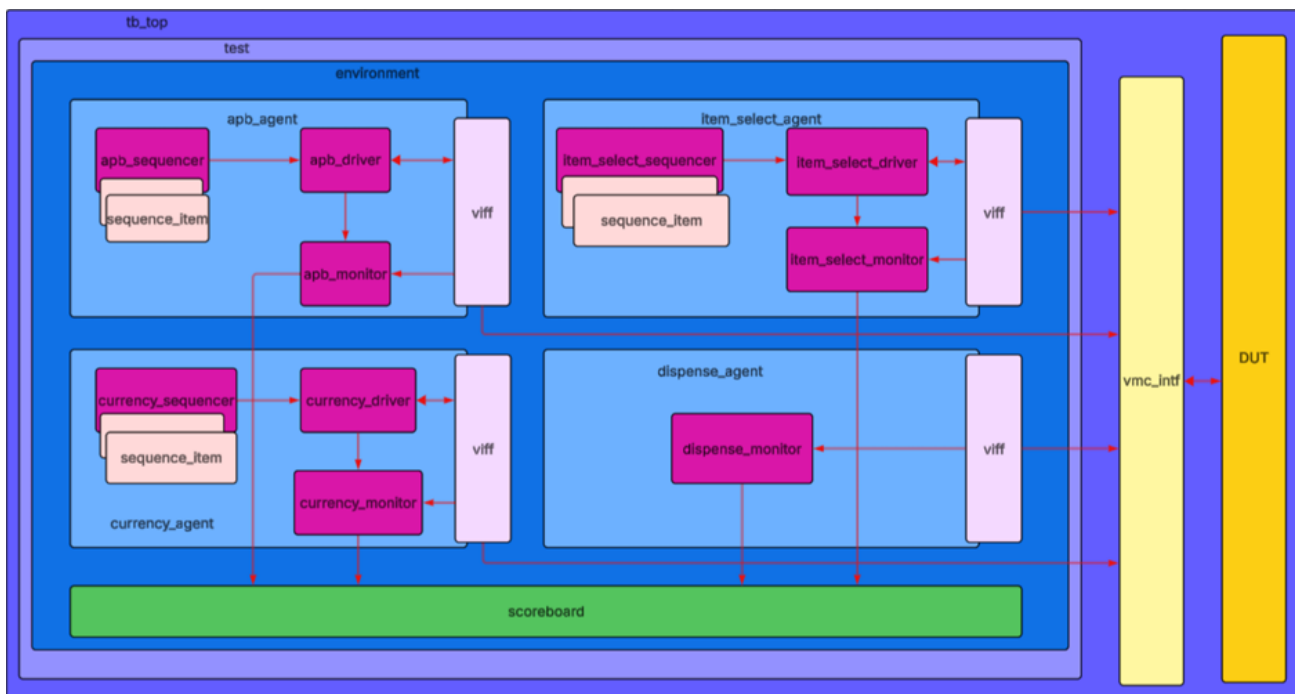 tb_top
test
environment
apb_agent
apb_sequencer
apb_driver
sequence_item
apb_monitor
viff
item_select_agent
item_select_sequencer
item_select_driver
sequence_item
item_select_monitor
viff
currency_sequencer
currency_driver
sequence_item
currency_monitor
currency_agent
viff
dispense_agent
dispense_monitor
viff
scoreboard
vmc_intf
DUT